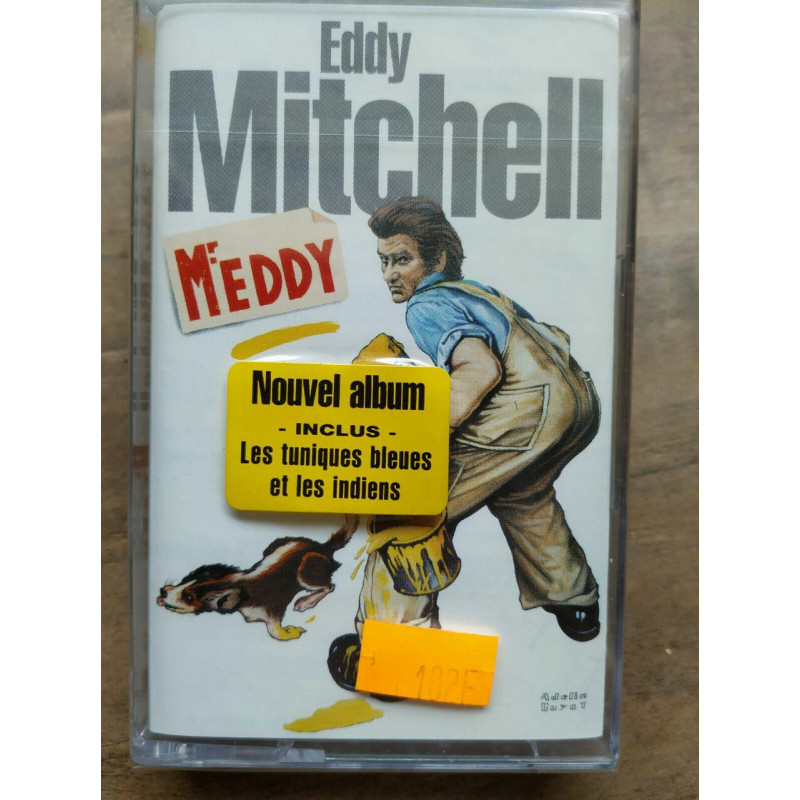 Eddy
Mitchell
Mr EDDY
Nouvel album
- INCLUS -
Les tuniques bleues
et les indiens
102F